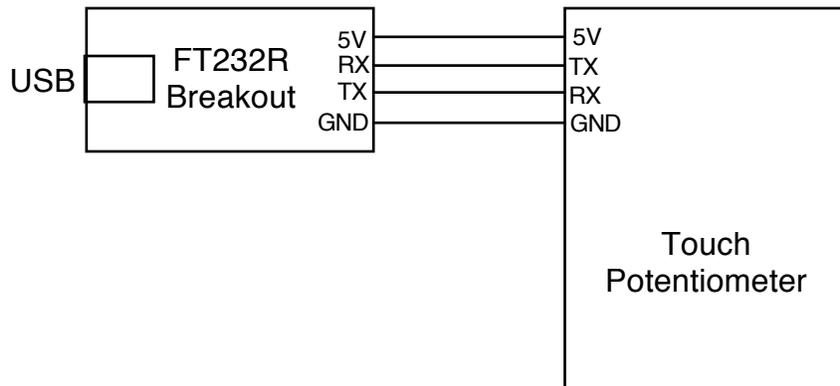 USB
FT232R
Breakout
5V
RX
TX
GND
5V
TX
RX
GND
Touch
Potentiometer